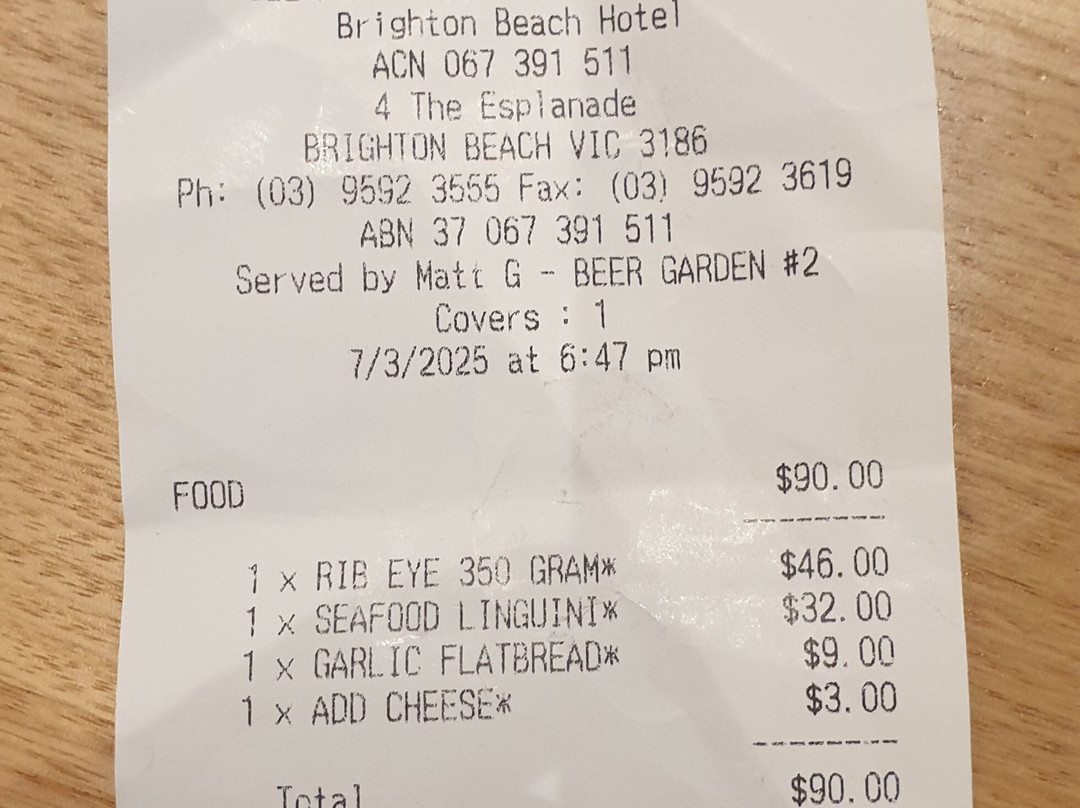 Brighton Beach Hotel
ACN 067 391 511
4 The Esplanade
BRIGHTON BEACH VIC 3186
Ph: (03) 9592 3555 Fax: (03) 9592 3619
ABN 37 067 391 511
Served by Matt G - BEER GARDEN #2
Covers : 1
7/3/2025 at 6:47 pm
FOOD $90.00
1 x RIB EYE 350 GRAM* $46.00
1 x SEAFOOD LINGUINI* $32.00
1 x GARLIC FLATBREAD* $9.00
1 x ADD CHEESE* $3.00
Total $90.00